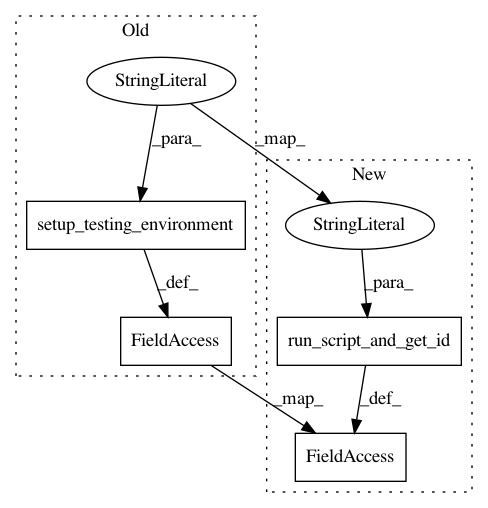 Old
StringLiteral
_para_
_map_
New
setup_testing_environment
StringLiteral
_def_
_para_
FieldAccess
run_script_and_get_id
_map_
_def_
FieldAccess